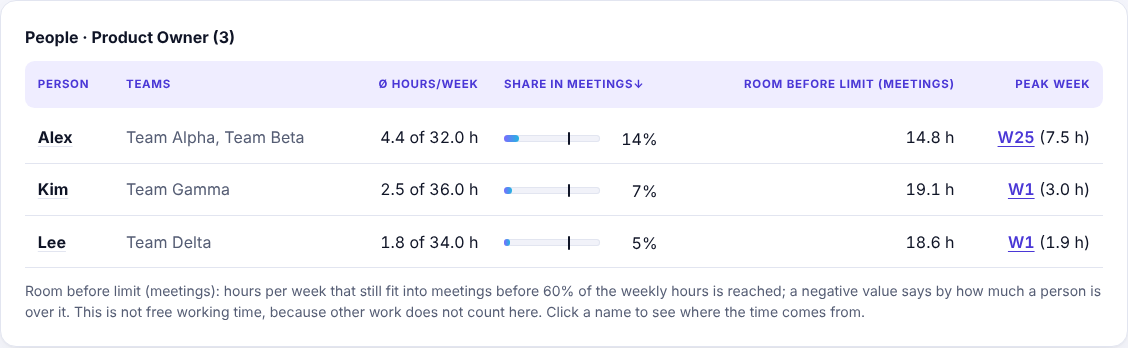 People · Product Owner (3)
PERSON TEAMS Ø HOURS/WEEK SHARE IN MEETINGS↓ ROOM BEFORE LIMIT (MEETINGS) PEAK WEEK
Alex Team Alpha, Team Beta 4.4 of 32.0 h 14% 14.8 h W25 (7.5 h)
Kim Team Gamma 2.5 of 36.0 h 7% 19.1 h W1 (3.0 h)
Lee Team Delta 1.8 of 34.0 h 5% 18.6 h W1 (1.9 h)
Room before limit (meetings): hours per week that still fit into meetings before 60% of the weekly hours is reached; a negative value says by how much a person is
over it. This is not free working time, because other work does not count here. Click a name to see where the time comes from.